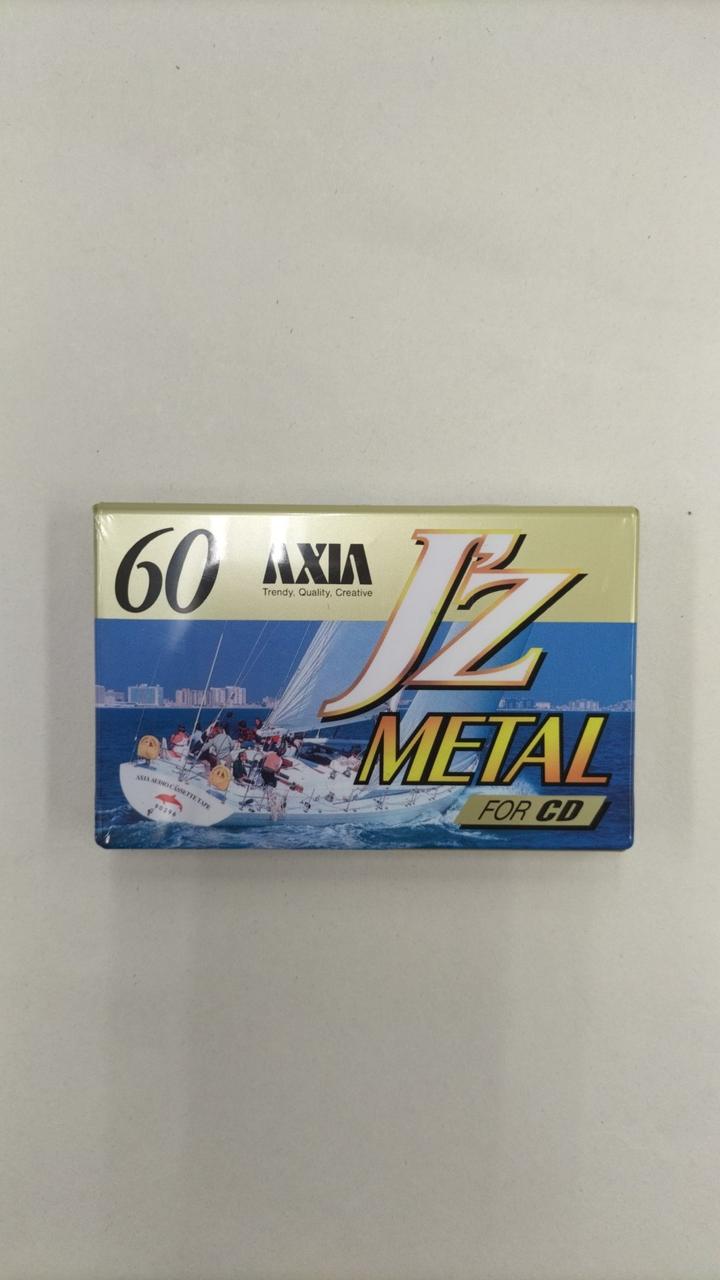 60
AXIA
Trendy, Quality, Creative
J'z
METAL
FOR CD
AXIA AUDIO CASSETTE TAPE